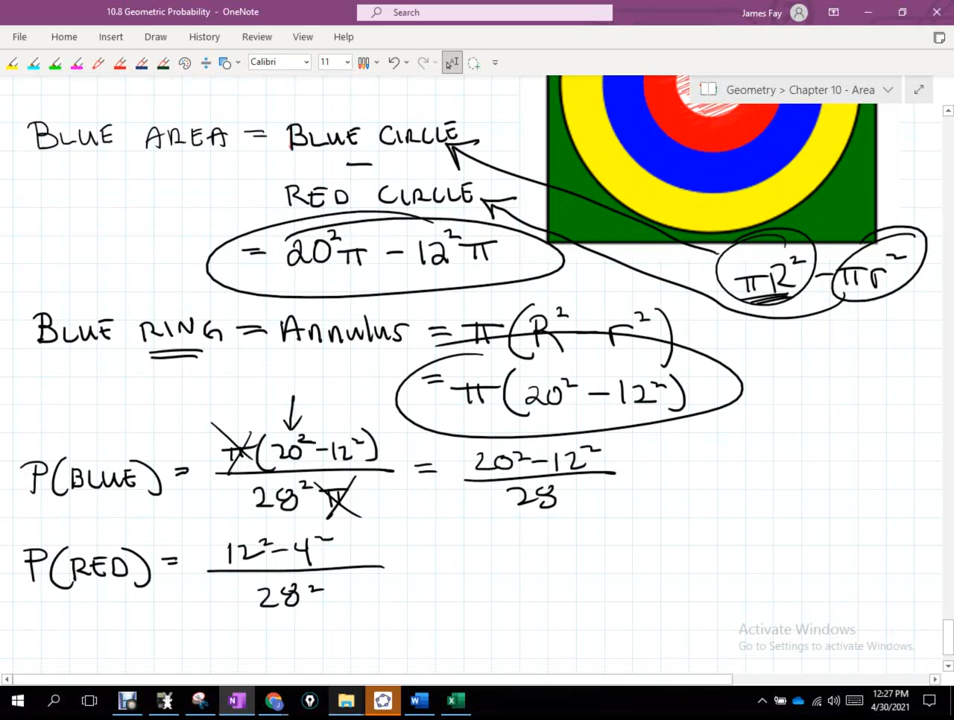 10.8 Geometric Probability - OneNote
Search
James Fay
File Home Insert Draw History Review View Help
Calibri 11
Geometry > Chapter 10 - Area
BLUE AREA = BLUE CIRCLE
—
RED CIRCLE
= 20²π − 12²π
πR² − πr²
BLUE RING = Annulus = π(R² − r²)
= π(20² − 12²)
P(BLUE) = π(20² − 12²) / 28²π = 20² − 12² / 28
P(RED) = 12² − 4² / 28²
Activate Windows
Go to Settings to activate Windows.
12:27 PM
4/30/2021